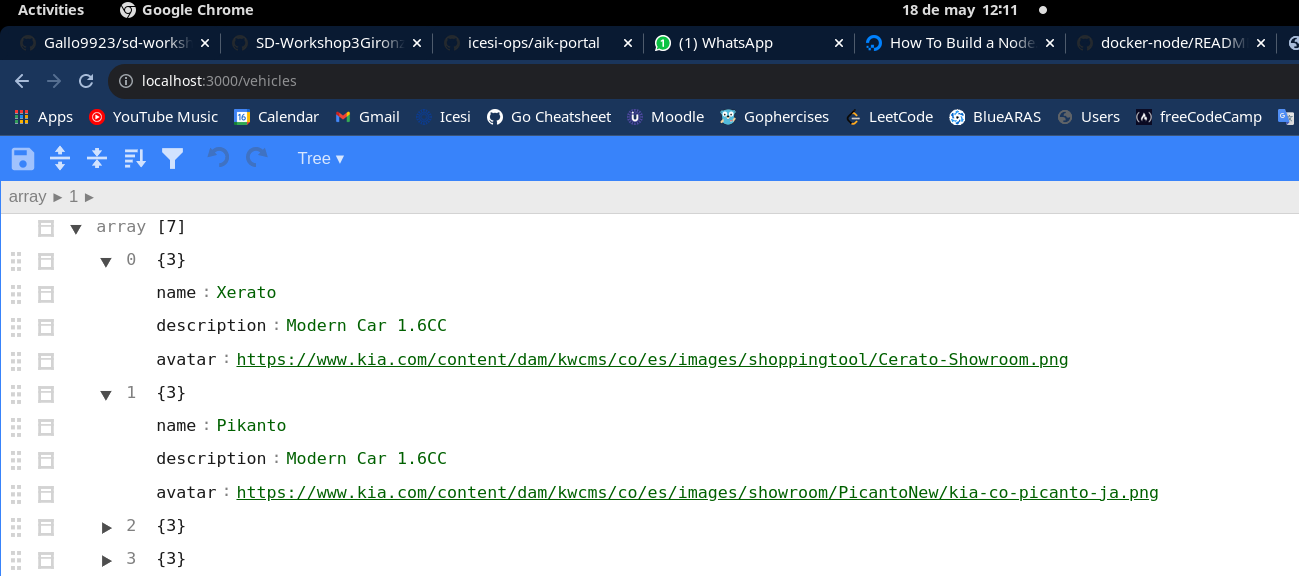 Activities Google Chrome 18 de may 12:11
Gallo9923/sd-works SD-Workshop3Giron icesi-ops/aik-portal (1) WhatsApp How To Build a Node docker-node/READM
localhost:3000/vehicles
Apps YouTube Music Calendar Gmail Icesi Go Cheatsheet Moodle Gophercises LeetCode BlueARAS Users freeCodeCamp
Tree ▾
array ► 1 ►
▼ array [7]
▼ 0 {3}
name : Xerato
description : Modern Car 1.6CC
avatar : https://www.kia.com/content/dam/kwcms/co/es/images/shoppingtool/Cerato-Showroom.png
▼ 1 {3}
name : Pikanto
description : Modern Car 1.6CC
avatar : https://www.kia.com/content/dam/kwcms/co/es/images/showroom/PicantoNew/kia-co-picanto-ja.png
► 2 {3}
► 3 {3}